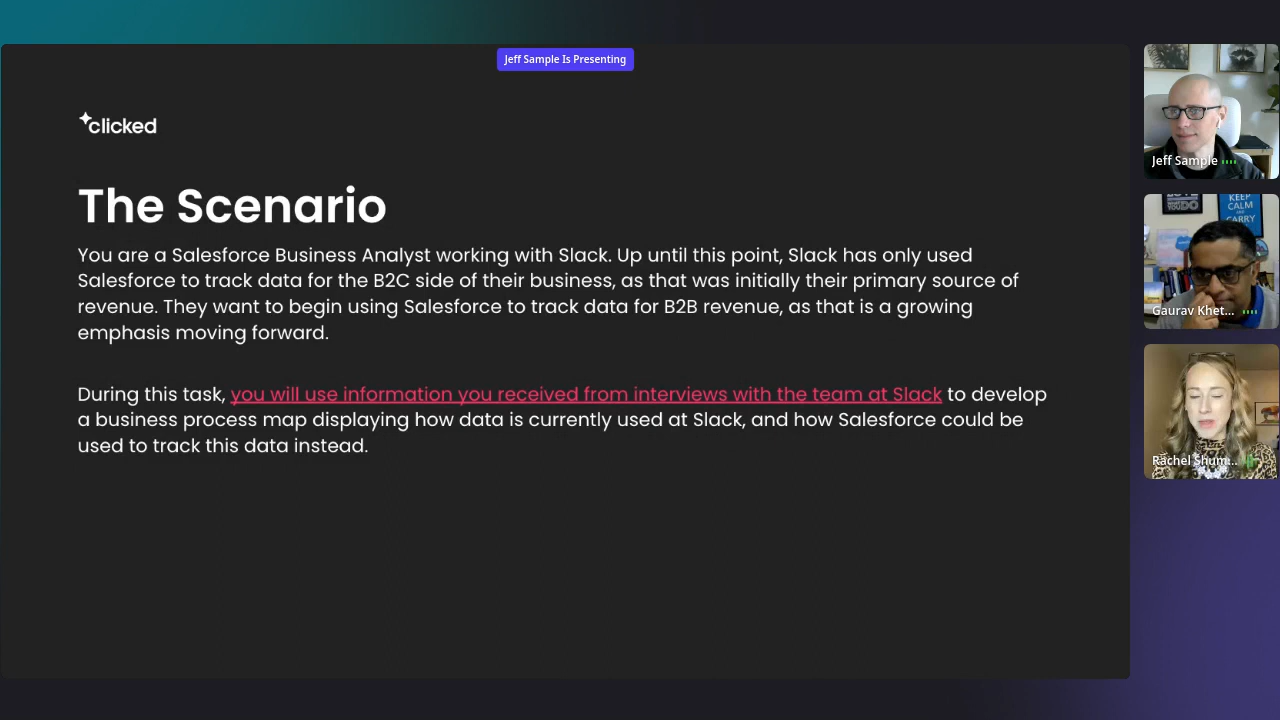 Jeff Sample Is Presenting
clicked
The Scenario
You are a Salesforce Business Analyst working with Slack. Up until this point, Slack has only used
Salesforce to track data for the B2C side of their business, as that was initially their primary source of
revenue. They want to begin using Salesforce to track data for B2B revenue, as that is a growing
emphasis moving forward.
During this task, you will use information you received from interviews with the team at Slack to develop
a business process map displaying how data is currently used at Slack, and how Salesforce could be
used to track this data instead.
Jeff Sample
KEEP
CALM
AND
CARRY
YOU DO
Gaurav Khet...
Rachel Shum...